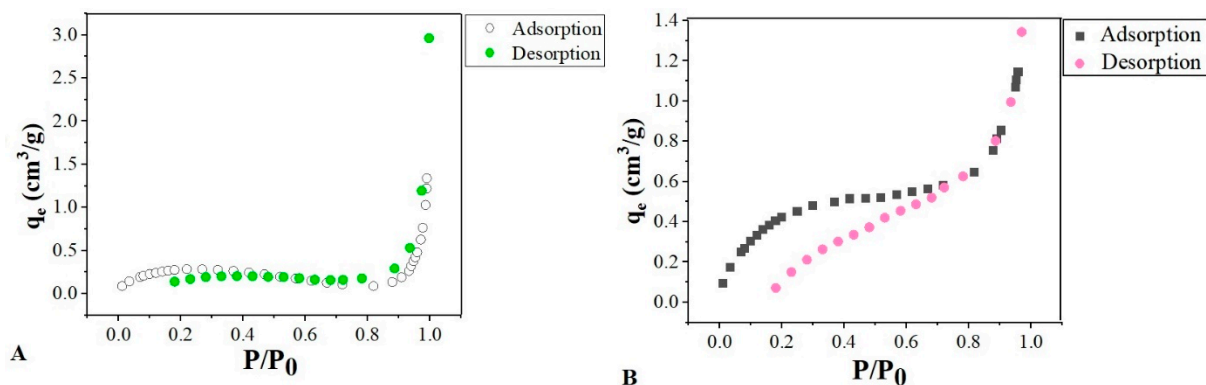 Adsorption
Desorption
3.0
2.5
2.0
1.5
1.0
0.5
0.0
qe (cm³/g)
0.0 0.2 0.4 0.6 0.8 1.0
P/P0
A
Adsorption
Desorption
1.4
1.2
1.0
0.8
0.6
0.4
0.2
0.0
qe (cm³/g)
0.0 0.2 0.4 0.6 0.8 1.0
P/P0
B